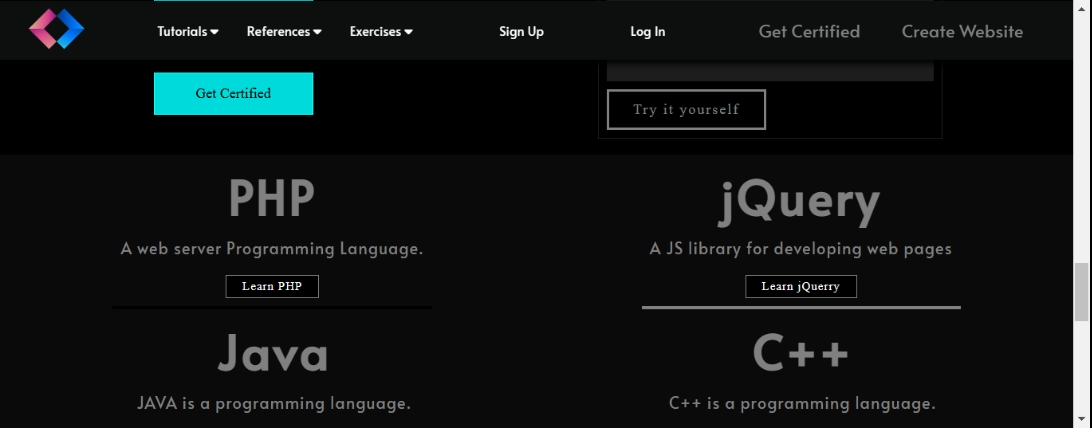 Tutorials References Exercises Sign Up Log In Get Certified Create Website
Get Certified
Try it yourself
PHP
A web server Programming Language.
Learn PHP
jQuery
A JS library for developing web pages
Learn jQuerry
Java
JAVA is a programming language.
C++
C++ is a programming language.